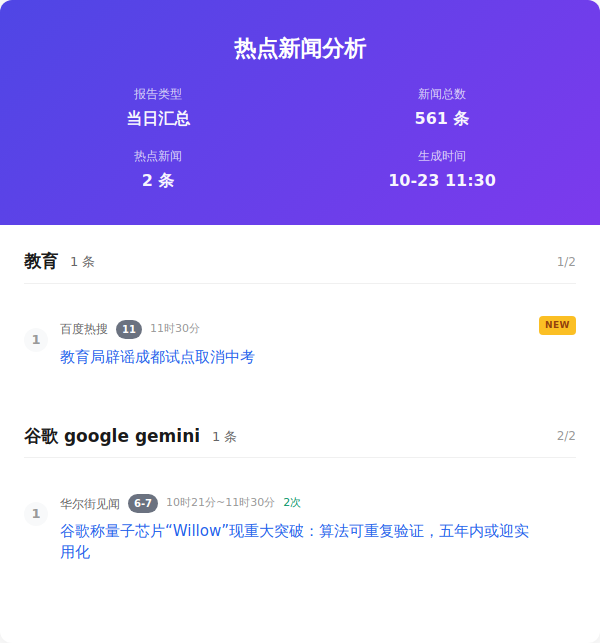 热点新闻分析
报告类型
当日汇总
新闻总数
561 条
热点新闻
2 条
生成时间
10-23 11:30
教育 1 条 1/2
1
百度热搜 11 11时30分 NEW
教育局辟谣成都试点取消中考
谷歌 google gemini 1 条 2/2
1
华尔街见闻 6-7 10时21分~11时30分 2次
谷歌称量子芯片“Willow”现重大突破：算法可重复验证，五年内或迎实
用化